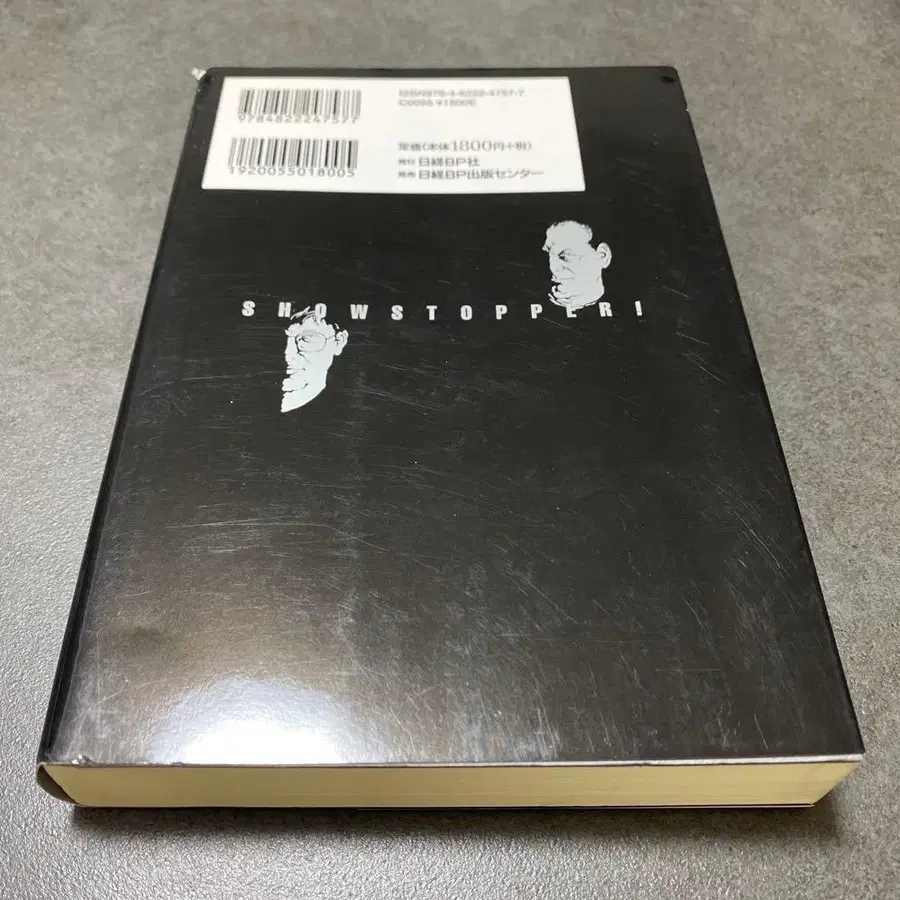 9784822247577
ISBN978-4-8222-4757-7
C0055 ¥1800E
1920055018005
定価(本体1800円+税)
発行 日経BP社
発売 日経BP出版センター
SHOWSTOPPER!